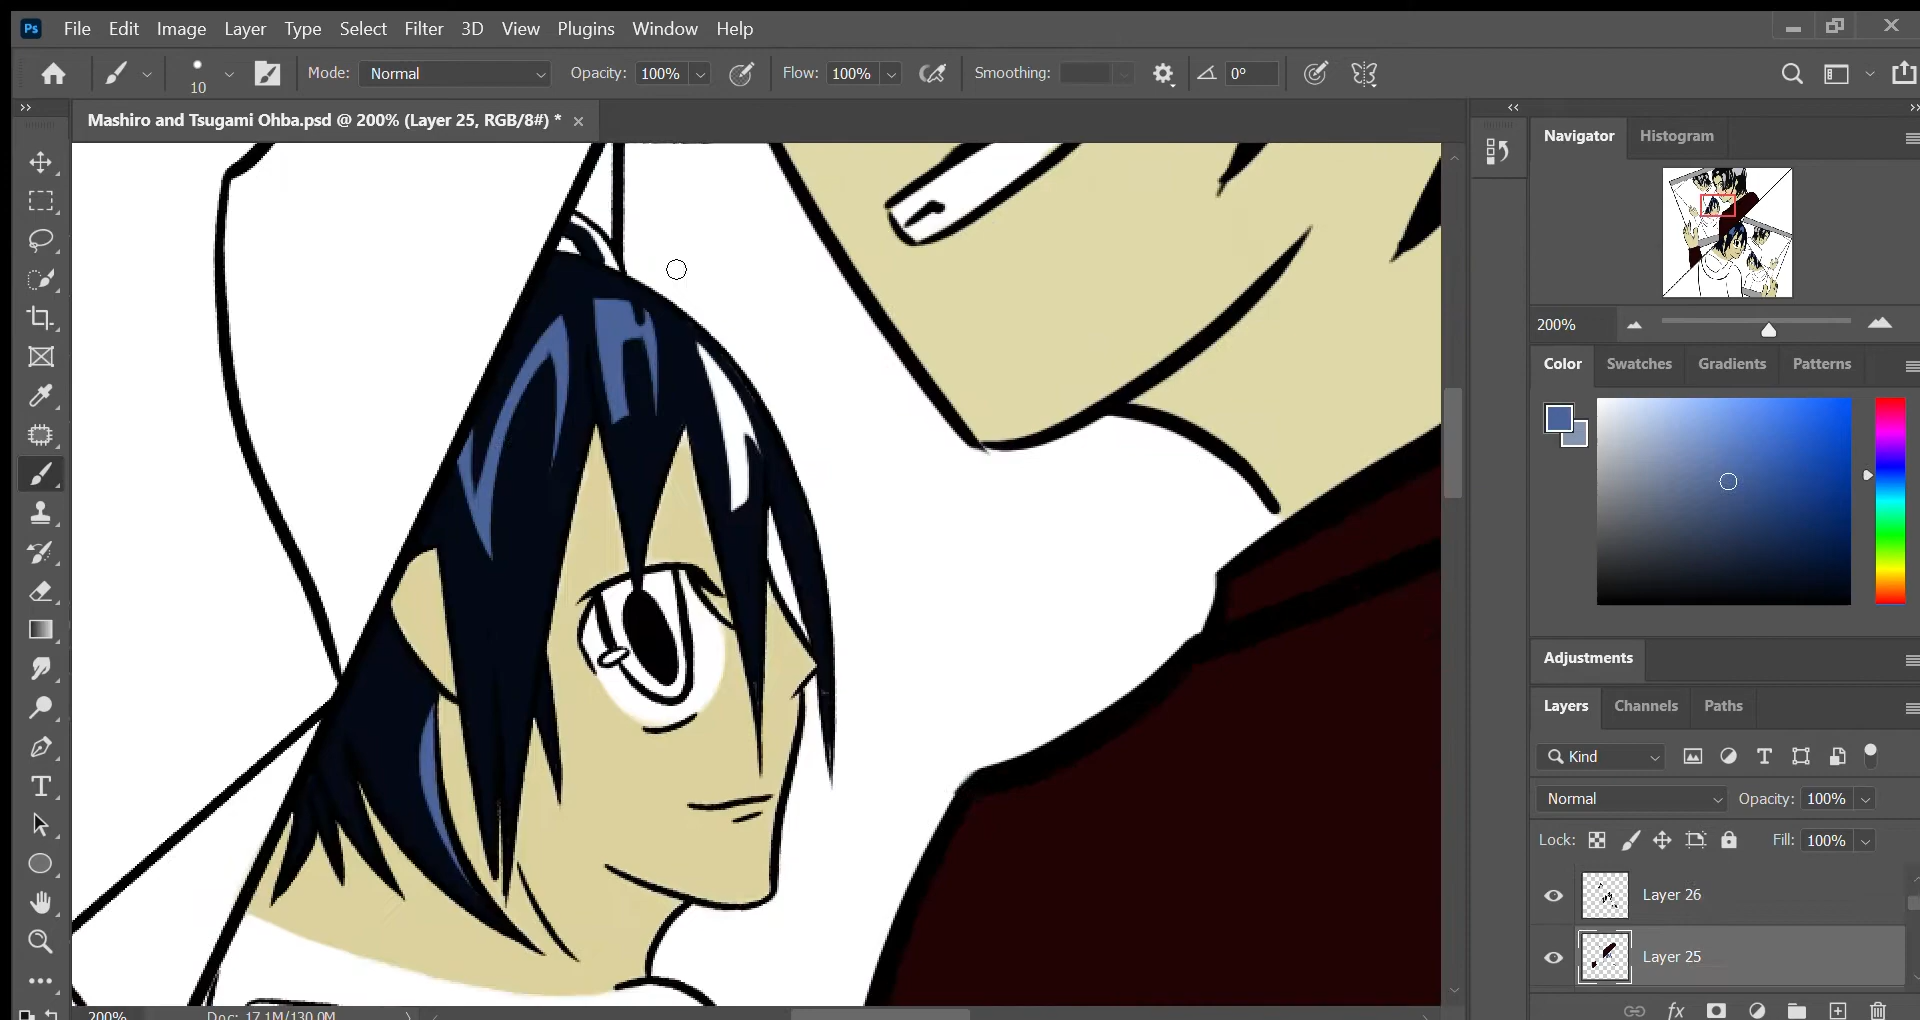 Ps File Edit Image Layer Type Select Filter 3D View Plugins Window Help
10 Mode: Normal Opacity: 100% Flow: 100% Smoothing: 0°
Mashiro and Tsugami Ohba.psd @ 200% (Layer 25, RGB/8#) *
Navigator Histogram
200%
Color Swatches Gradients Patterns
Adjustments
Layers Channels Paths
Kind
Normal Opacity: 100%
Lock: Fill: 100%
Layer 26
Layer 25
200% Doc: 17.1M/130.0M
fx